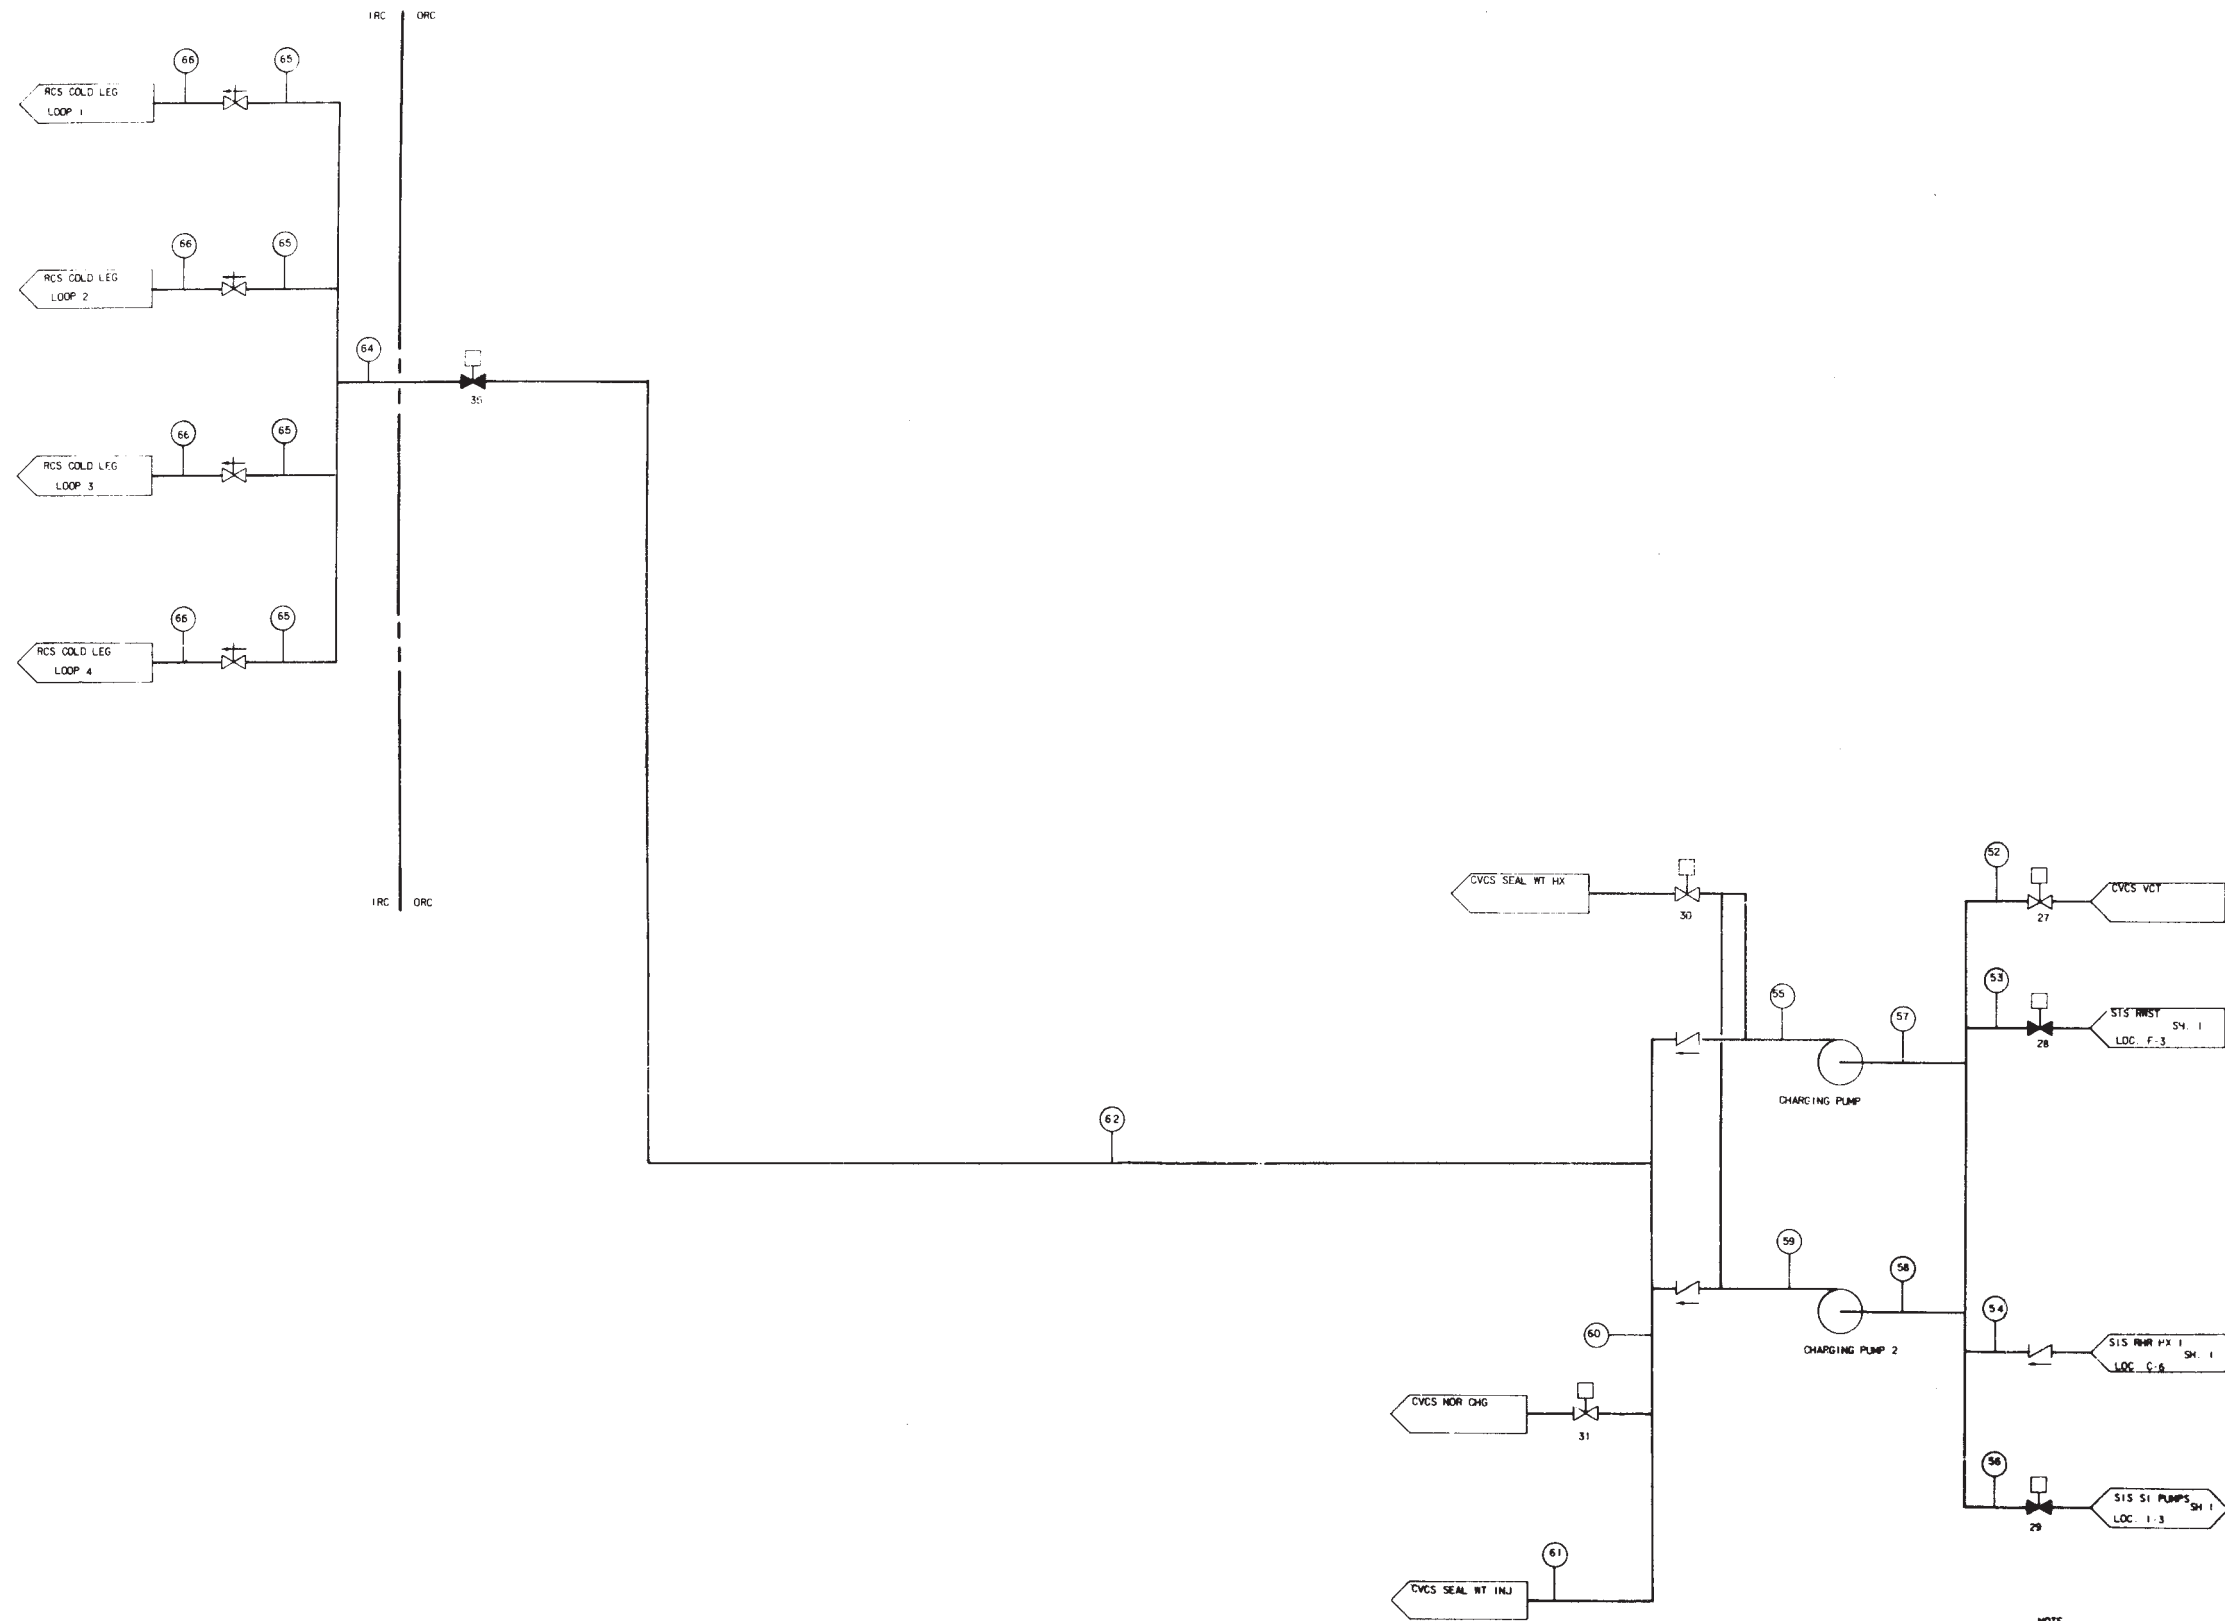 IRC ORC
66 65
RCS COLD LEG
LOOP 1
66 65
RCS COLD LEG
LOOP 2
64
35
66 65
RCS COLD LEG
LOOP 3
66 65
RCS COLD LEG
LOOP 4
IRC ORC
CVCS SEAL WT HX
30
52
CVCS VCT
27
53
SIS RWST
SH. 1
LOC. F-3
28
55
57
CHARGING PUMP
62
59
58
CHARGING PUMP 2
60
54
SIS RHR HX 1
SH. 1
LOC. C-6
CVCS NOR CHG
31
56
SIS SI PUMPS
SH 1
LOC. I-3
29
61
CVCS SEAL WT INJ
NOTE